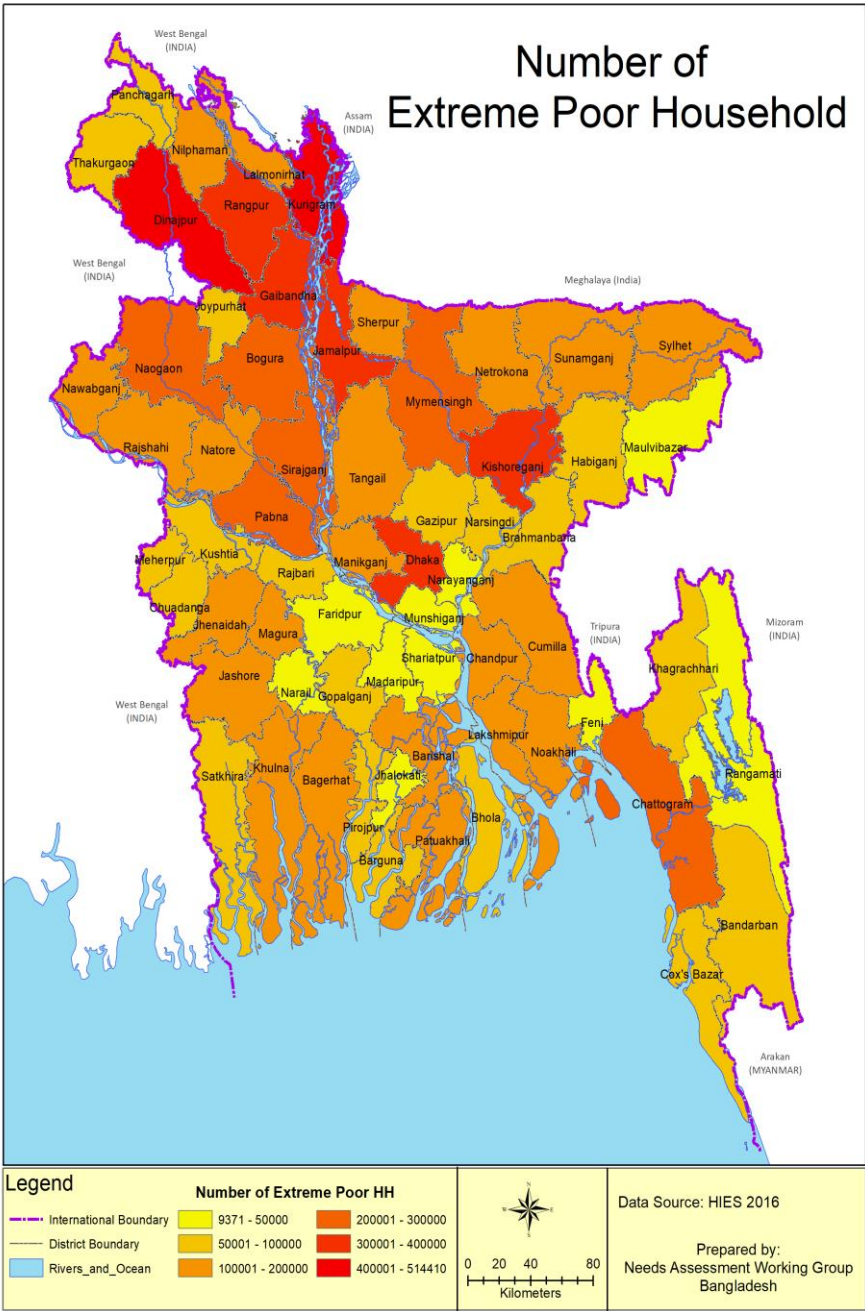 Number of
Extreme Poor Household
West Bengal
(INDIA)
Assam
(INDIA)
Panchagarh
Thakurgaon
Nilphamari
Lalmonirhat
Dinajpur
Rangpur
Kurigram
West Bengal
(INDIA)
Meghalaya (India)
Gaibandha
Joypurhat
Sherpur
Jamalpur
Naogaon
Bogura
Netrokona
Sunamganj
Sylhet
Nawabganj
Mymensingh
Rajshahi
Natore
Sirajganj
Tangail
Kishoreganj
Habiganj
Maulvibazar
Pabna
Gazipur
Narsingdi
Brahmanbaria
Meherpur
Kushtia
Rajbari
Manikganj
Dhaka
Narayanganj
Chuadanga
Jhenaidah
Magura
Faridpur
Munshiganj
Tripura
(INDIA)
Mizoram
(INDIA)
Shariatpur
Chandpur
Cumilla
Khagrachhari
West Bengal
(INDIA)
Jashore
Narail
Gopalganj
Madaripur
Lakshmipur
Noakhali
Feni
Satkhira
Khulna
Bagerhat
Barishal
Jhalokati
Rangamati
Chattogram
Pirojpur
Barguna
Patuakhali
Bhola
Bandarban
Cox's Bazar
Arakan
(MYANMAR)
Legend
International Boundary
District Boundary
Rivers_and_Ocean
Number of Extreme Poor HH
9371 - 50000
50001 - 100000
100001 - 200000
200001 - 300000
300001 - 400000
400001 - 514410
N
W
E
S
0 20 40 80
Kilometers
Data Source: HIES 2016
Prepared by:
Needs Assessment Working Group
Bangladesh